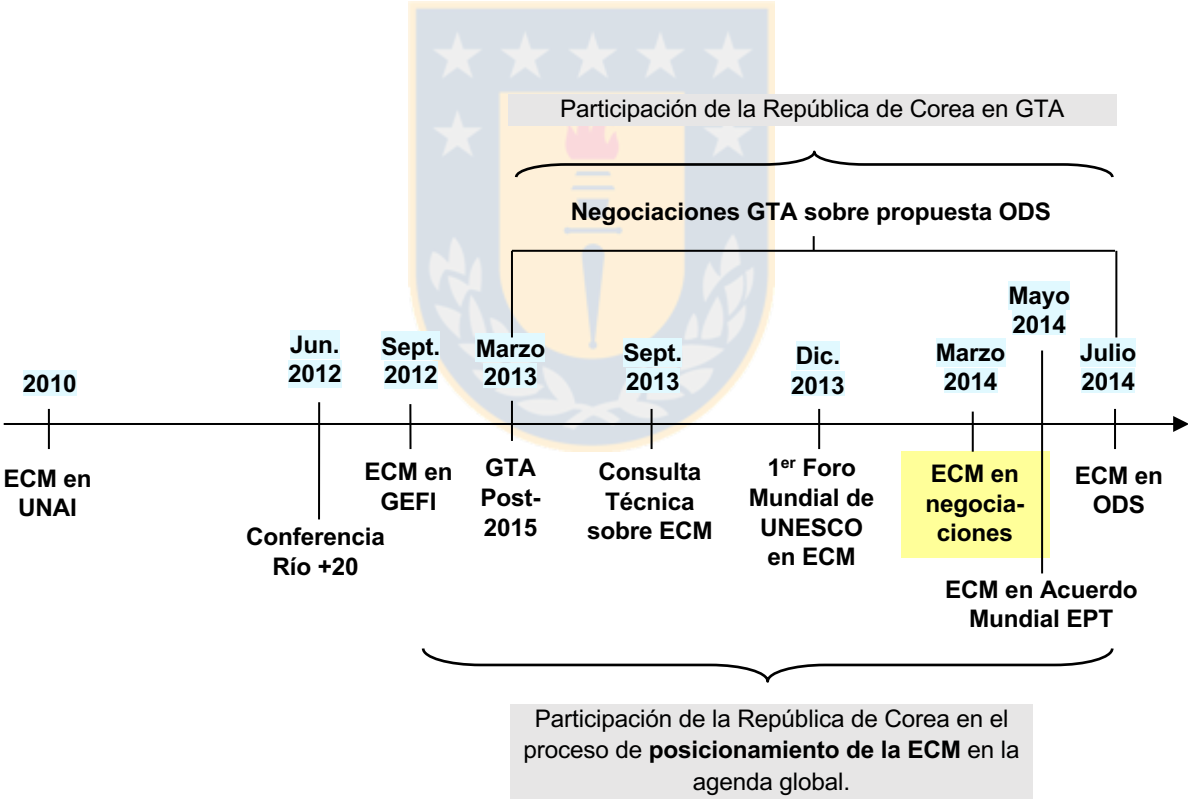 Participación de la República de Corea en GTA
Negociaciones GTA sobre propuesta ODS
2010
Jun.
2012
Sept.
2012
Marzo
2013
Sept.
2013
Dic.
2013
Marzo
2014
Mayo
2014
Julio
2014
ECM en
UNAI
Conferencia
Río +20
ECM en
GEFI
GTA
Post-
2015
Consulta
Técnica
sobre ECM
1er Foro
Mundial de
UNESCO
en ECM
ECM en
negocia-
ciones
ECM en Acuerdo
Mundial EPT
ECM en
ODS
Participación de la República de Corea en el
proceso de posicionamiento de la ECM en la
agenda global.